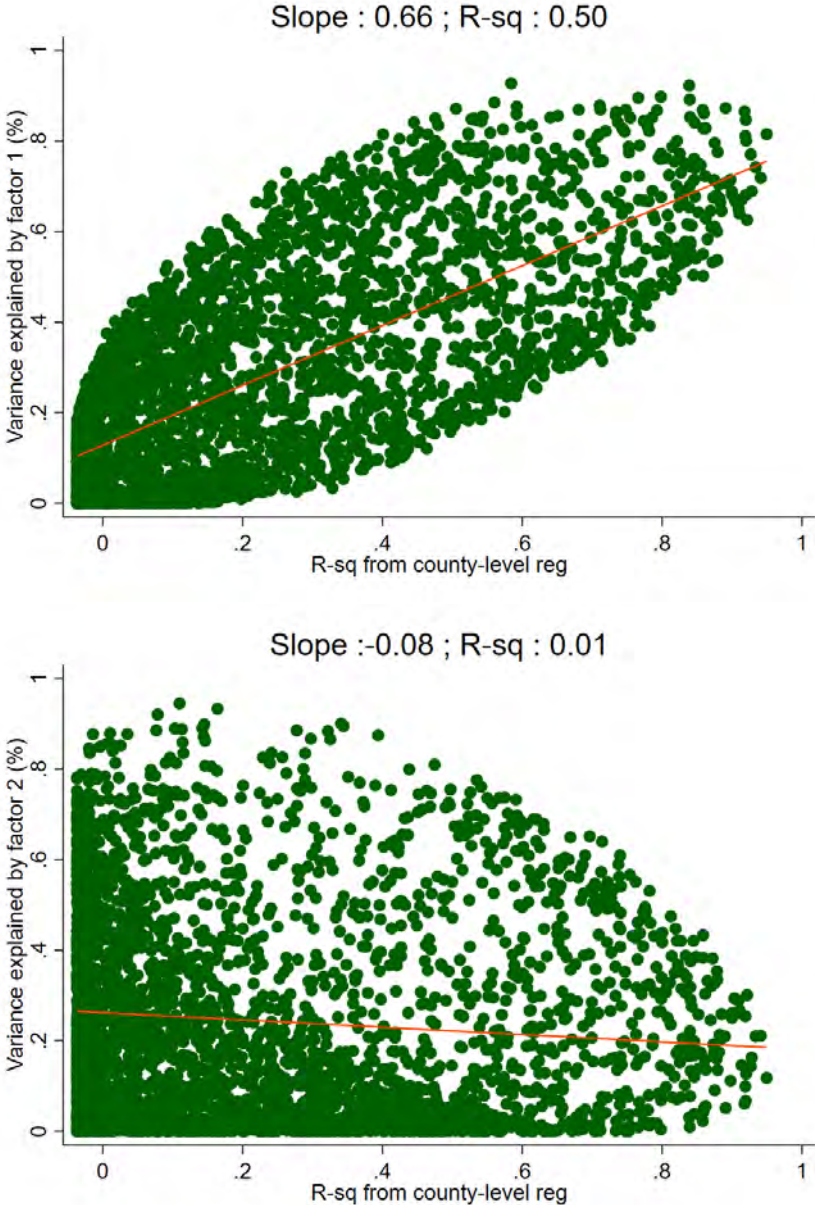 Slope : 0.66 ; R-sq : 0.50
Variance explained by factor 1 (%)
1
.8
.6
.4
.2
0
0 .2 .4 .6 .8 1
R-sq from county-level reg
Slope :-0.08 ; R-sq : 0.01
Variance explained by factor 2 (%)
1
.8
.6
.4
.2
0
0 .2 .4 .6 .8 1
R-sq from county-level reg